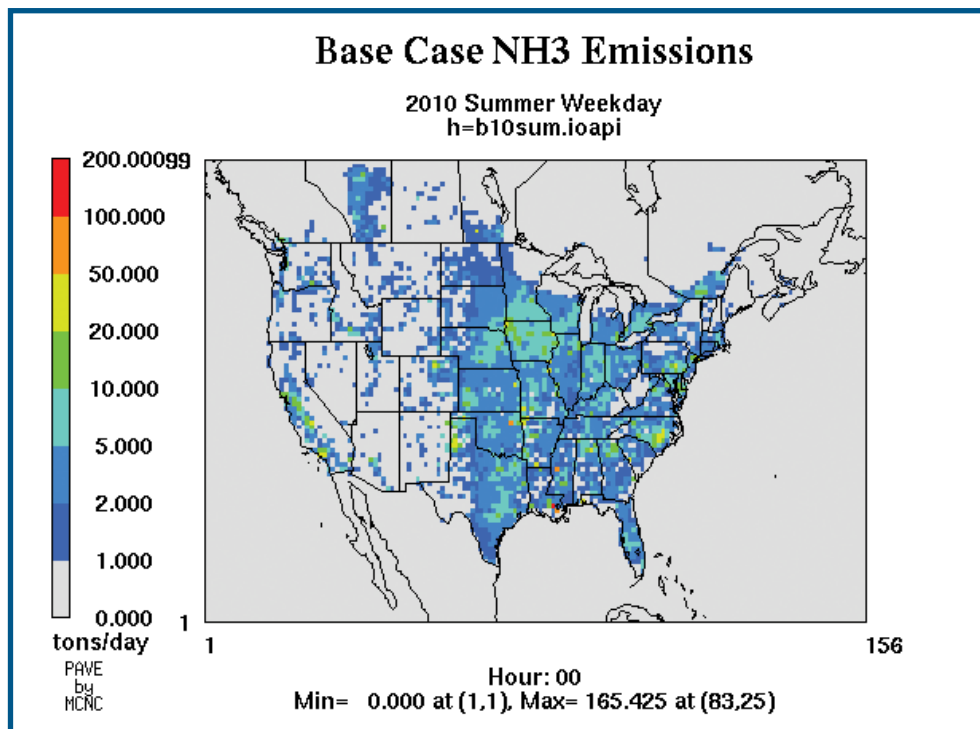 Base Case NH3 Emissions
2010 Summer Weekday
h=b10sum.ioapi
200.000
100.000
50.000
20.000
10.000
5.000
2.000
1.000
0.000
tons/day
PAVE
by
MCNC
99
1
1
156
Hour: 00
Min= 0.000 at (1,1), Max= 165.425 at (83,25)